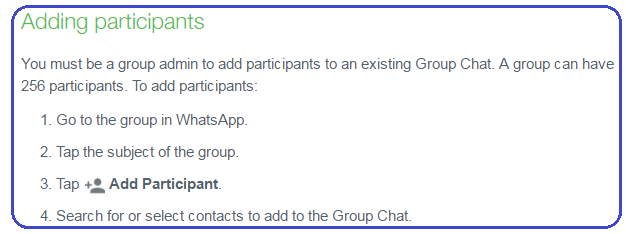 Adding participants
You must be a group admin to add participants to an existing Group Chat. A group can have
256 participants. To add participants:
1. Go to the group in WhatsApp.
2. Tap the subject of the group.
3. Tap Add Participant.
4. Search for or select contacts to add to the Group Chat.